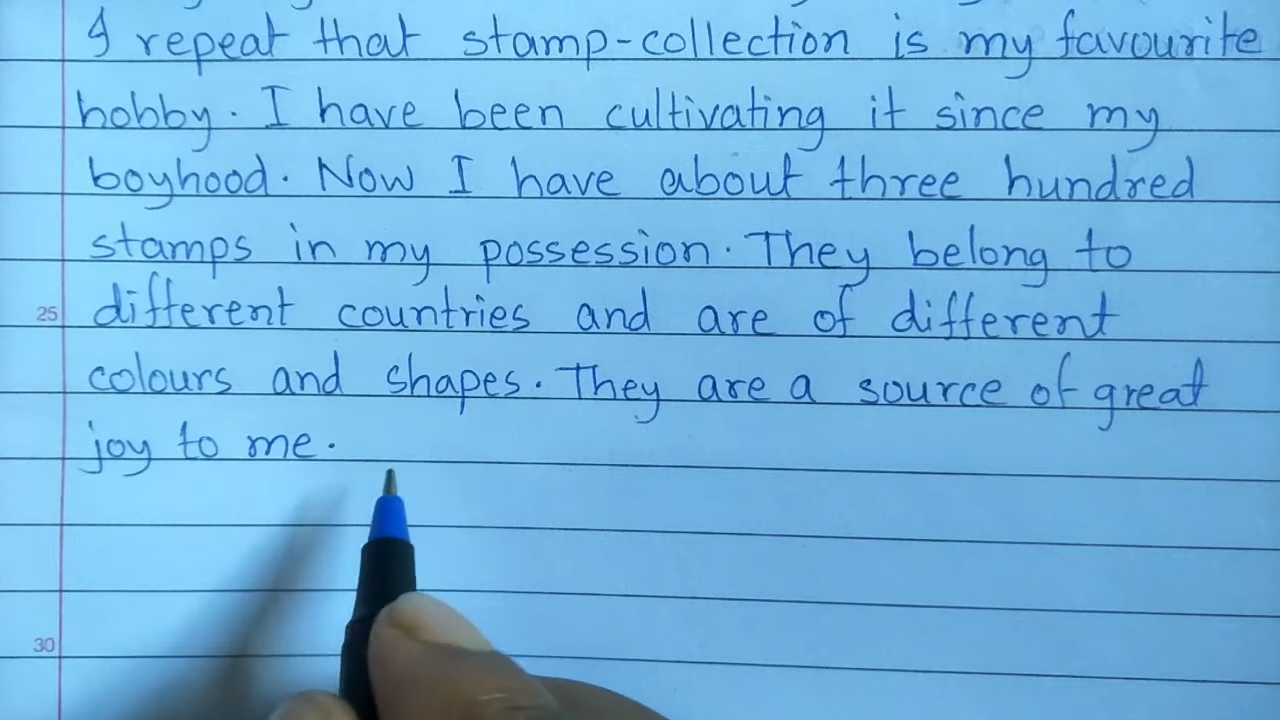 I repeat that stamp-collection is my favourite
hobby. I have been cultivating it since my
boyhood. Now I have about three hundred
stamps in my possession. They belong to
25 different countries and are of different
colours and shapes. They are a source of great
joy to me.
30